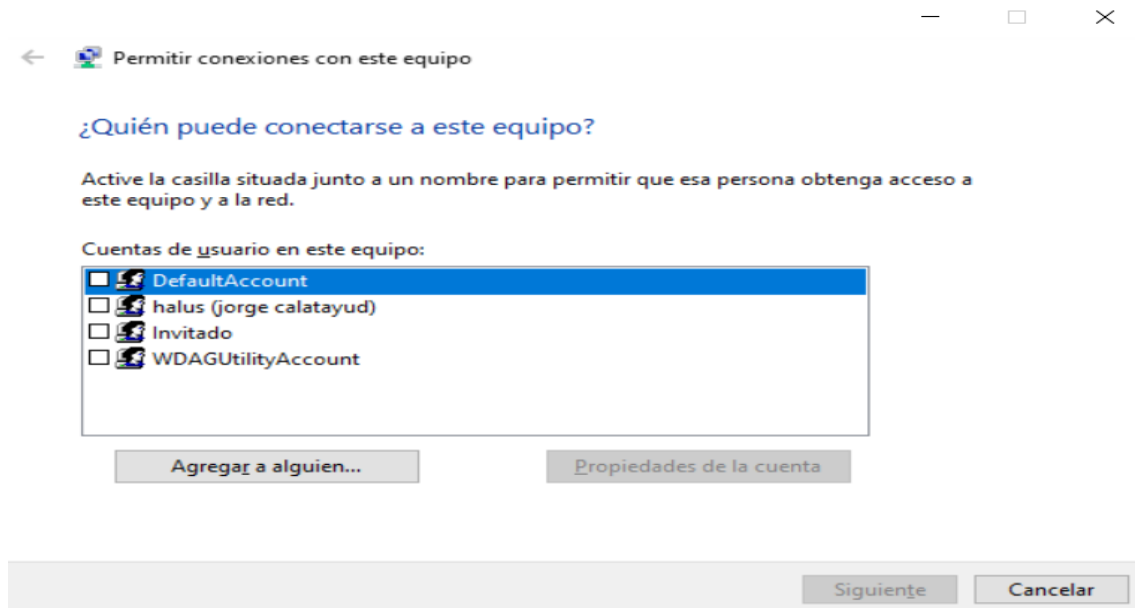 Permitir conexiones con este equipo
¿Quién puede conectarse a este equipo?
Active la casilla situada junto a un nombre para permitir que esa persona obtenga acceso a
este equipo y a la red.
Cuentas de usuario en este equipo:
DefaultAccount
halus (jorge calatayud)
Invitado
WDAGUtilityAccount
Agregar a alguien...
Propiedades de la cuenta
Siguiente
Cancelar